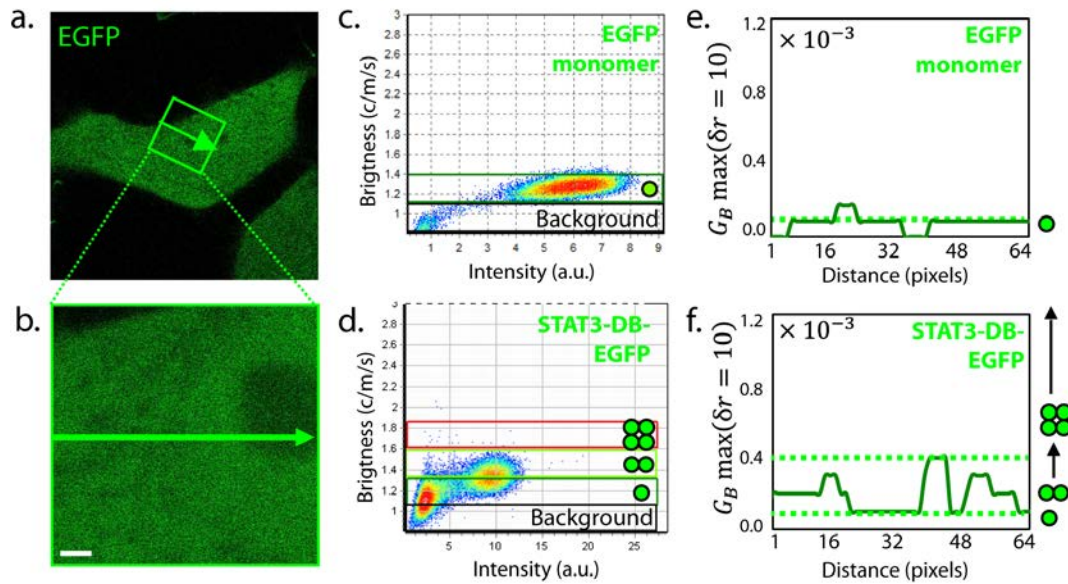 a.
EGFP
b.
c.
Brigtness (c/m/s)
3
2.8
2.6
2.4
2.2
2
1.8
1.6
1.4
1.2
1
EGFP
monomer
Background
1 2 3 4 5 6 7 8 9
Intensity (a.u.)
d.
Brigtness (c/m/s)
3
2.8
2.6
2.4
2.2
2
1.8
1.6
1.4
1.2
1
STAT3-DB-
EGFP
Background
5 10 15 20 25
Intensity (a.u.)
e.
G_B max(δr = 10)
1.2
0.8
0.4
0.0
× 10⁻³
EGFP
monomer
1 16 32 48 64
Distance (pixels)
f.
G_B max(δr = 10)
1.2
0.8
0.4
0.0
× 10⁻³
STAT3-DB-
EGFP
1 16 32 48 64
Distance (pixels)